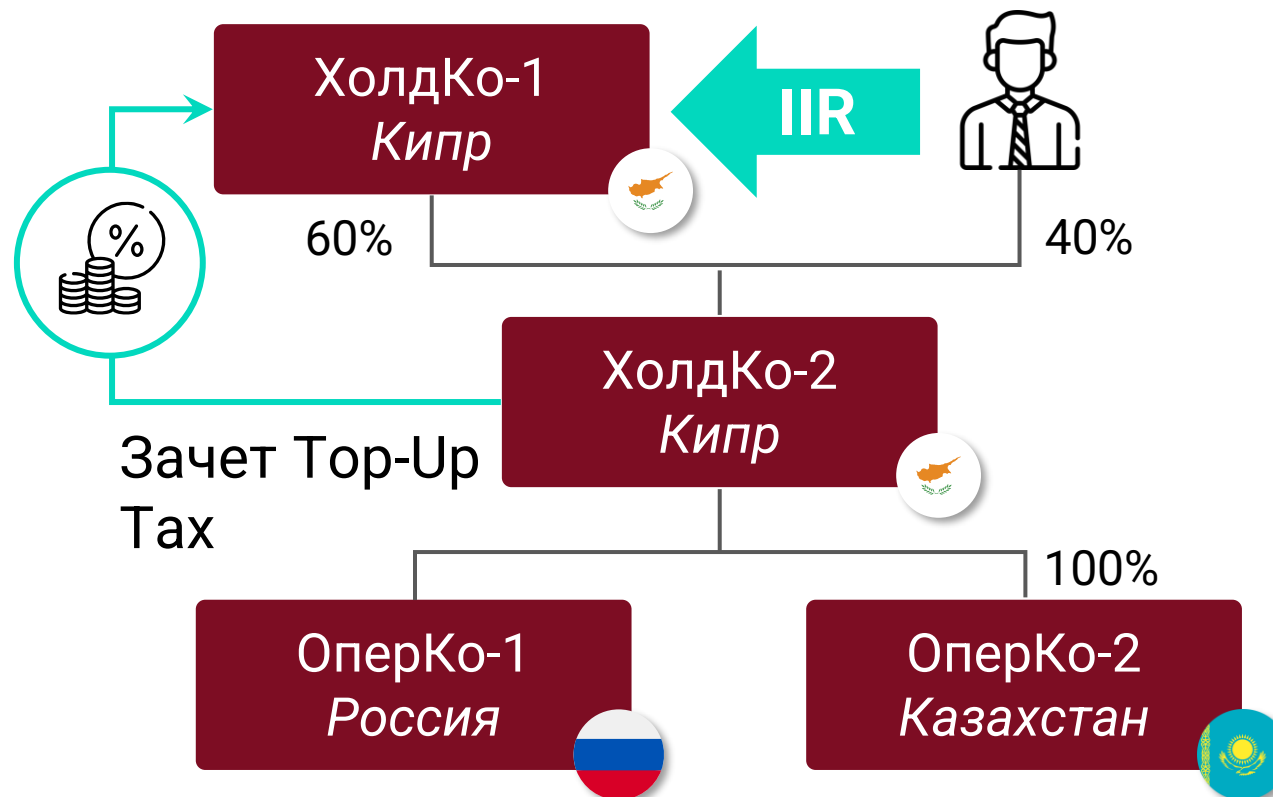 ХолдКо-1
Кипр
IIR
%
60%
40%
ХолдКо-2
Кипр
Зачет Top-Up
Tax
100%
ОперКо-1
Россия
ОперКо-2
Казахстан